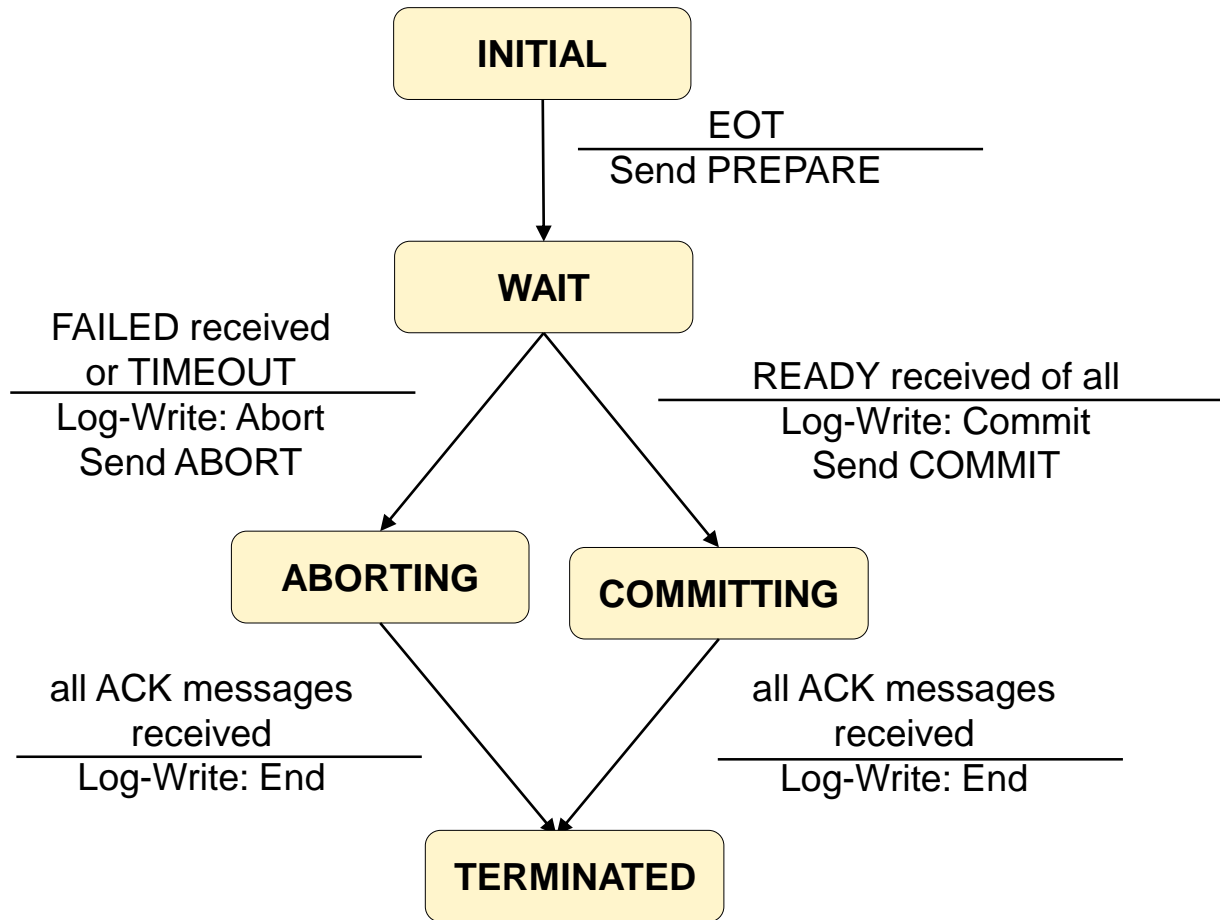 INITIAL
EOT
Send PREPARE
WAIT
FAILED received
or TIMEOUT
Log-Write: Abort
Send ABORT
READY received of all
Log-Write: Commit
Send COMMIT
ABORTING
COMMITTING
all ACK messages
received
Log-Write: End
all ACK messages
received
Log-Write: End
TERMINATED